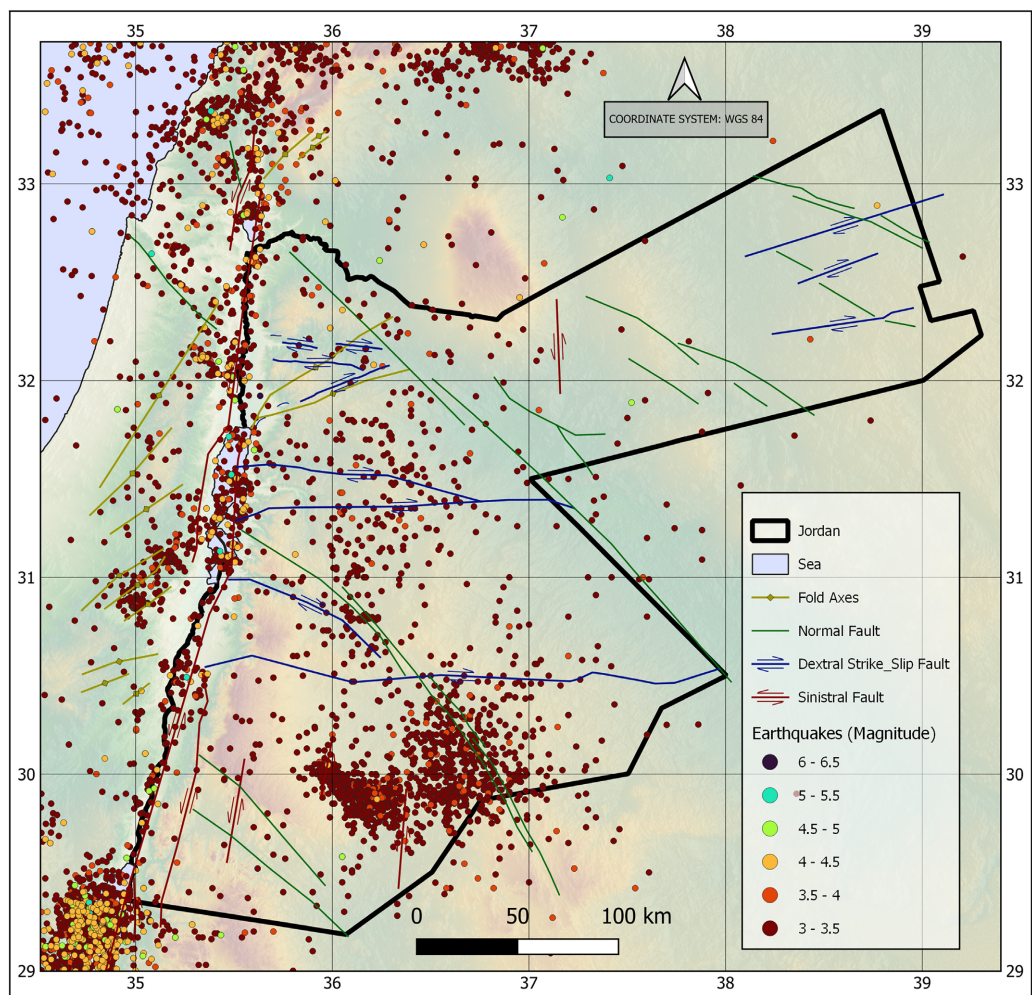 35 36 37 38 39
COORDINATE SYSTEM: WGS 84
33 33
32 32
Jordan
Sea
31 Fold Axes 31
Normal Fault
Dextral Strike_Slip Fault
Sinistral Fault
Earthquakes (Magnitude)
30 6 - 6.5 30
5 - 5.5
4.5 - 5
4 - 4.5
3.5 - 4
0 50 100 km
3 - 3.5
29 29
35 36 37 38 39